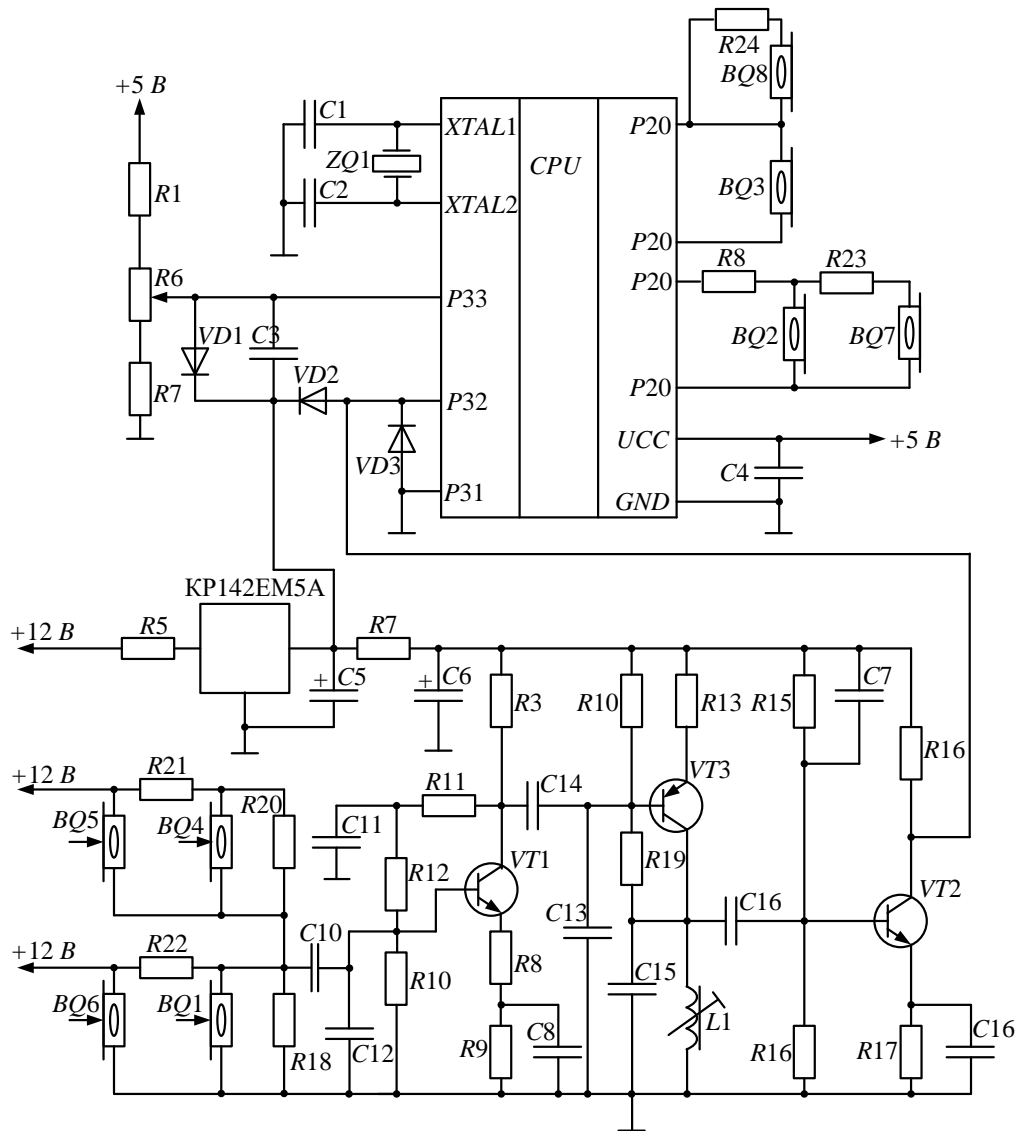 R24
BQ8
+5 В
C1
XTAL1
P20
ZQ1
CPU
BQ3
R1
C2
XTAL2
P20
R6
P20
R8
R23
P33
VD1
C3
BQ2
BQ7
VD2
R7
P32
P20
UCC
+5 В
VD3
C4
P31
GND
КР142ЕМ5А
+12 В
R5
R7
+
C5
+
C6
R3
R10
R13
R15
C7
R16
+12 В
R21
R20
R11
C14
VT3
BQ5
BQ4
C11
R12
VT1
R19
VT2
+12 В
R22
C10
C13
C16
R8
C15
BQ6
BQ1
R10
L1
R18
C12
R9
C8
R16
R17
C16